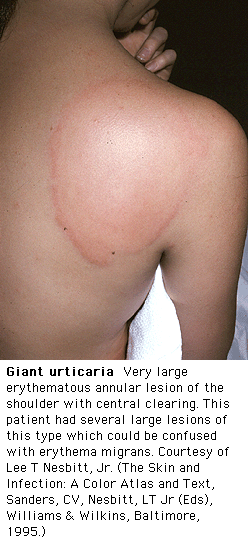 Giant urticaria Very large
erythematous annular lesion of the
shoulder with central clearing. This
patient had several large lesions of
this type which could be confused
with erythema migrans. Courtesy of
Lee T Nesbitt, Jr. (The Skin and
Infection: A Color Atlas and Text,
Sanders, CV, Nesbitt, LT Jr (Eds),
Williams & Wilkins, Baltimore,
1995.)